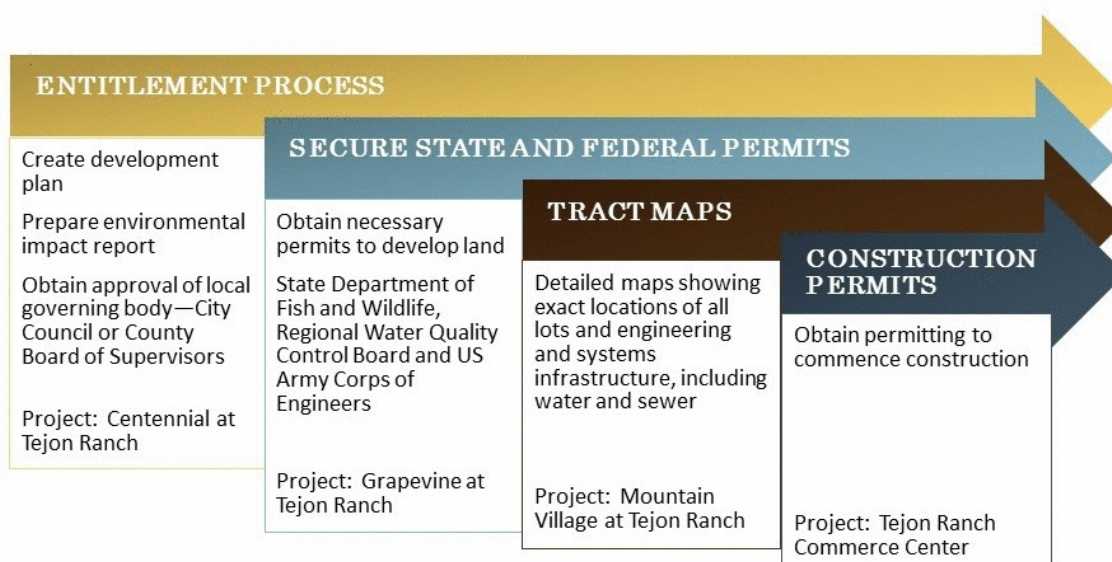 ENTITLEMENT PROCESS
Create development
plan
Prepare environmental
impact report
Obtain approval of local
governing body—City
Council or County
Board of Supervisors
Project: Centennial at
Tejon Ranch
SECURE STATE AND FEDERAL PERMITS
Obtain necessary
permits to develop land
State Department of
Fish and Wildlife,
Regional Water Quality
Control Board and US
Army Corps of
Engineers
Project: Grapevine at
Tejon Ranch
TRACT MAPS
Detailed maps showing
exact locations of all
lots and engineering
and systems
infrastructure, including
water and sewer
Project: Mountain
Village at Tejon Ranch
CONSTRUCTION
PERMITS
Obtain permitting to
commence construction
Project: Tejon Ranch
Commerce Center